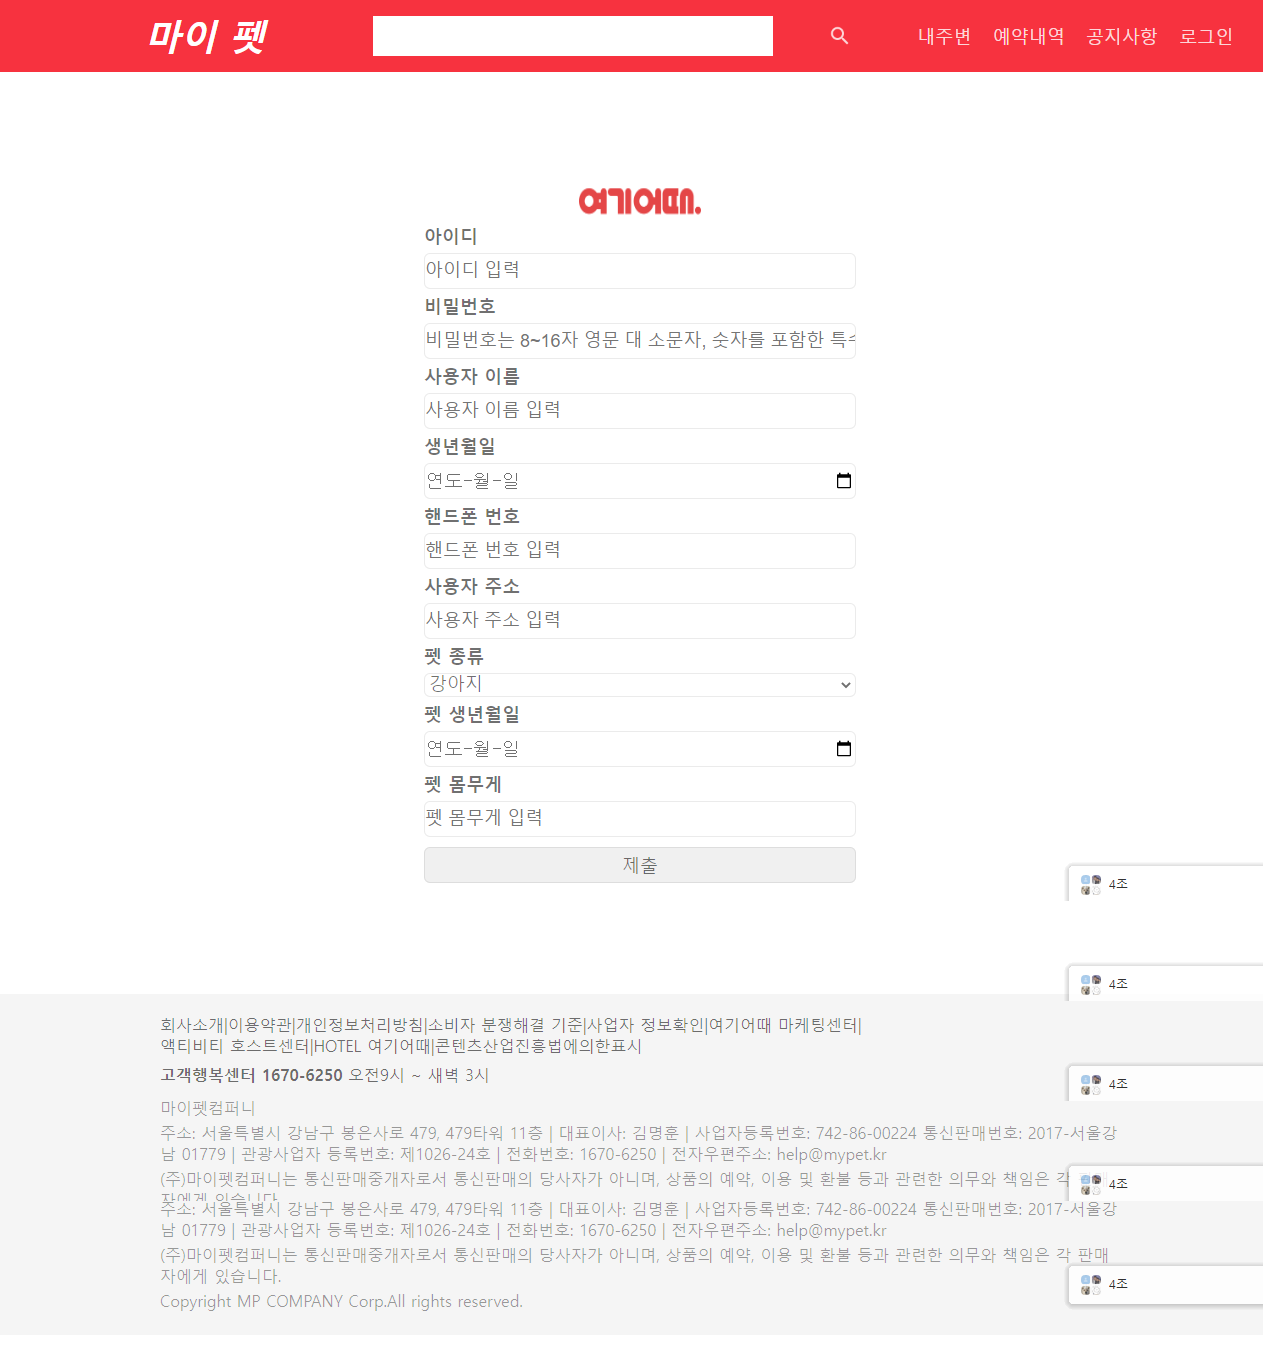 마이 펫
내주변 예약내역 공지사항 로그인
여기어때.
아이디
아이디 입력
비밀번호
비밀번호는 8~16자 영문 대 소문자, 숫자를 포함한 특수
사용자 이름
사용자 이름 입력
생년월일
연도-월-일
핸드폰 번호
핸드폰 번호 입력
사용자 주소
사용자 주소 입력
펫 종류
강아지
펫 생년월일
연도-월-일
펫 몸무게
펫 몸무게 입력
제출
4조
4조
회사소개|이용약관|개인정보처리방침|소비자 분쟁해결 기준|사업자 정보확인|여기어때 마케팅센터|
액티비티 호스트센터|HOTEL 여기어때|콘텐츠산업진흥법에의한표시
고객행복센터 1670-6250 오전9시 ~ 새벽 3시
4조
마이펫컴퍼니
주소: 서울특별시 강남구 봉은사로 479, 479타워 11층 | 대표이사: 김명훈 | 사업자등록번호: 742-86-00224 통신판매번호: 2017-서울강
남 01779 | 관광사업자 등록번호: 제1026-24호 | 전화번호: 1670-6250 | 전자우편주소: help@mypet.kr
(주)마이펫컴퍼니는 통신판매중개자로서 통신판매의 당사자가 아니며, 상품의 예약, 이용 및 환불 등과 관련한 의무와 책임은 각
4조
자에게 있습니다
주소: 서울특별시 강남구 봉은사로 479, 479타워 11층 | 대표이사: 김명훈 | 사업자등록번호: 742-86-00224 통신판매번호: 2017-서울강
남 01779 | 관광사업자 등록번호: 제1026-24호 | 전화번호: 1670-6250 | 전자우편주소: help@mypet.kr
(주)마이펫컴퍼니는 통신판매중개자로서 통신판매의 당사자가 아니며, 상품의 예약, 이용 및 환불 등과 관련한 의무와 책임은 각 판매
자에게 있습니다.
4조
Copyright MP COMPANY Corp.All rights reserved.